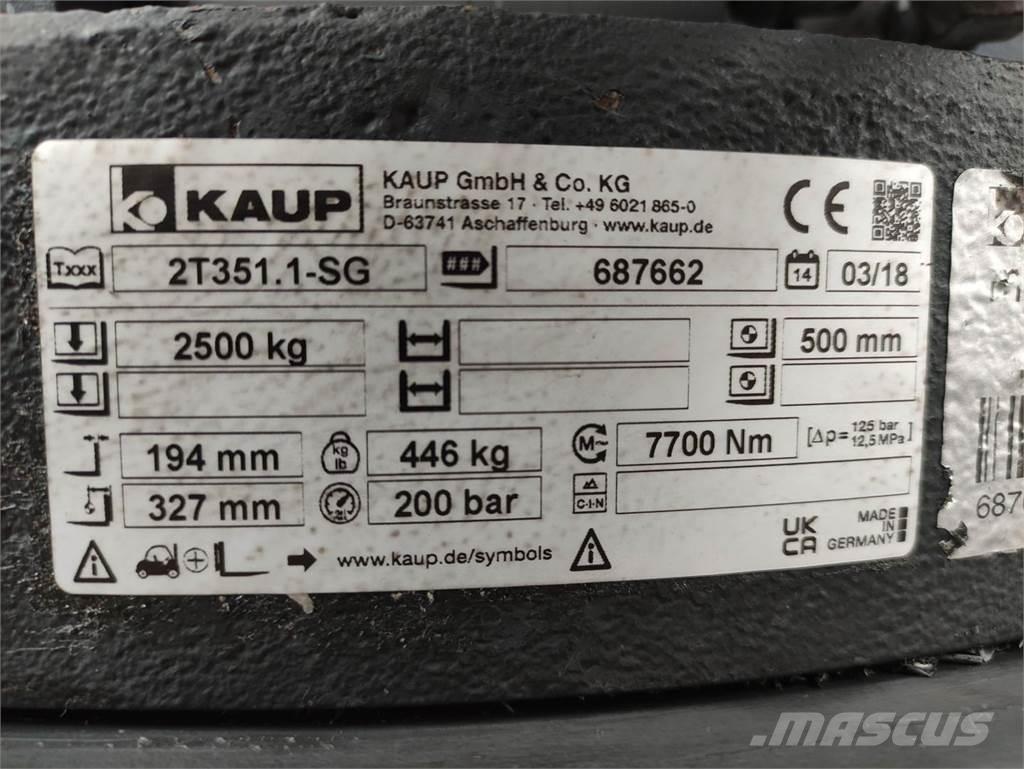 KAUP
KAUP GmbH & Co. KG
Braunstrasse 17 · Tel. +49 6021 865-0
D-63741 Aschaffenburg · www.kaup.de
CE
Txxx 2T351.1-SG ### 687662 14 03/18
2500 kg 500 mm
194 mm kg lb 446 kg M~ 7700 Nm [Δp= 125 bar 12,5 MPa]
327 mm 200 bar C-I-N
www.kaup.de/symbols
UK CA
MADE IN GERMANY
687
MASCUS